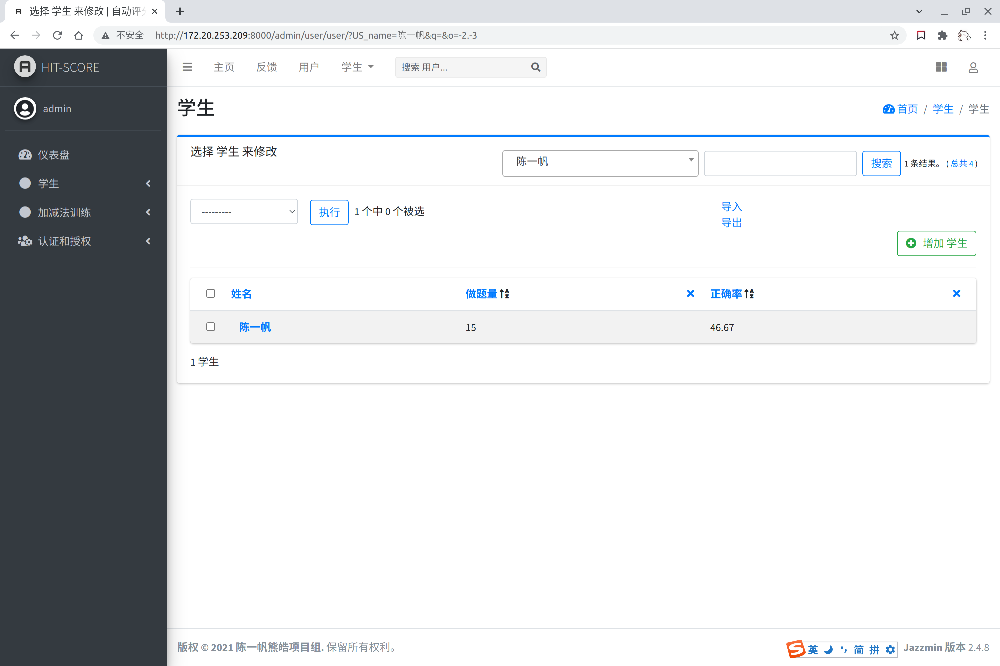 选择 学生 来修改 | 自动评
不安全 http://172.20.253.209:8000/admin/user/user/?US_name=陈一帆&q=&o=-2.-3
HIT-SCORE
主页 反馈 用户 学生 搜索 用户...
admin
学生
首页 / 学生 / 学生
仪表盘
学生
加减法训练
认证和授权
选择 学生 来修改
陈一帆
搜索 1 条结果。 ( 总共 4 )
--------- 执行 1 个中 0 个被选
导入
导出
增加 学生
姓名 做题量 正确率
陈一帆 15 46.67
1 学生
版权 © 2021 陈一帆熊皓项目组. 保留所有权利。
英 简 拼
Jazzmin 版本 2.4.8